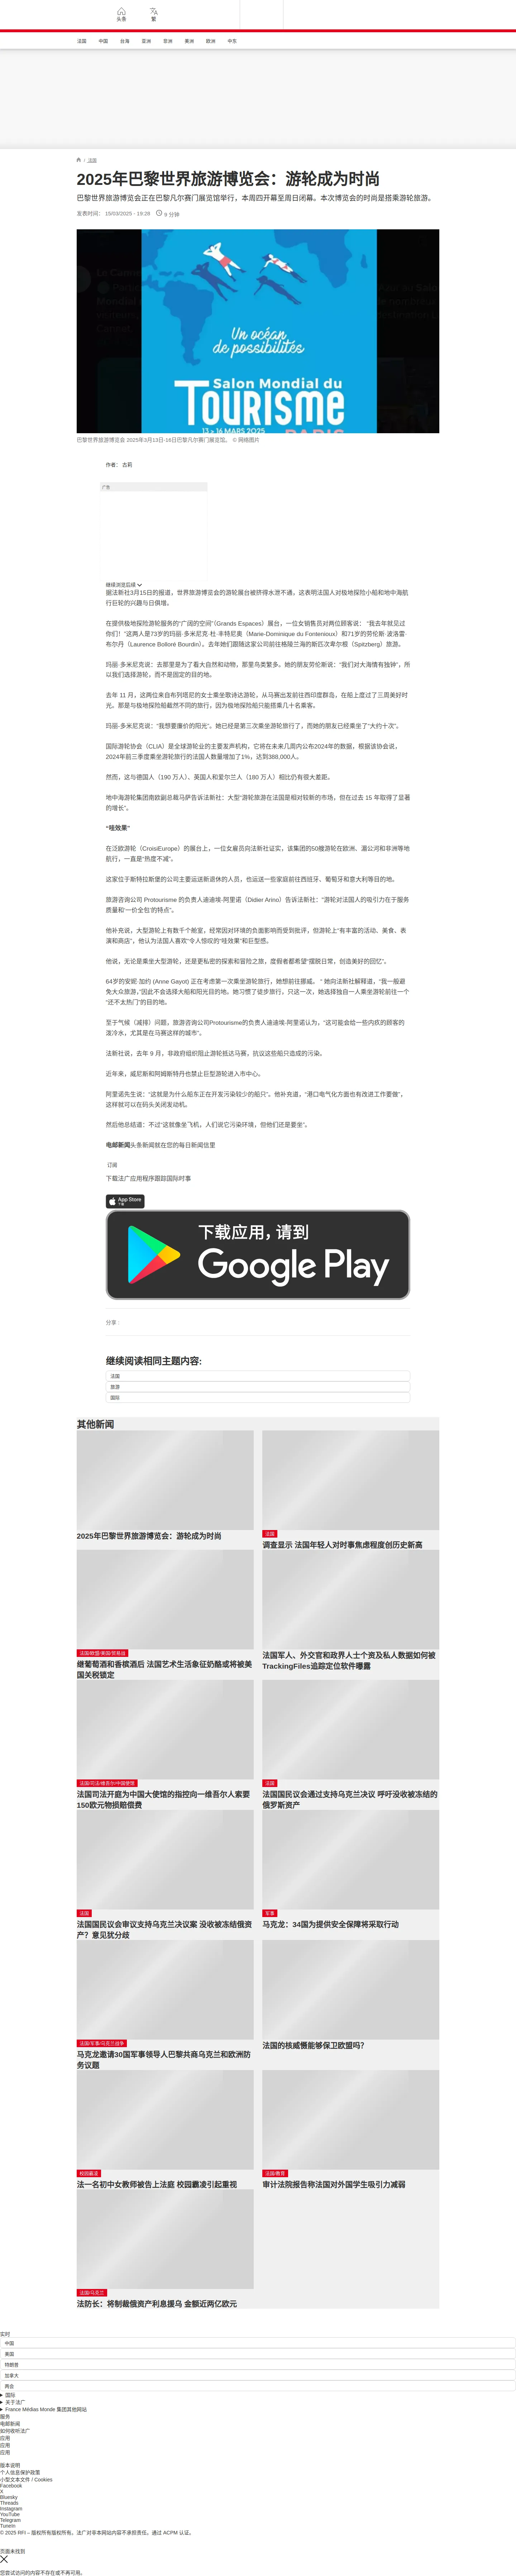 头条
繁
法国
中国
台海
亚洲
非洲
美洲
欧洲
中东
/ 法国
2025年巴黎世界旅游博览会：游轮成为时尚
巴黎世界旅游博览会正在巴黎凡尔赛门展览馆举行，本周四开幕至周日闭幕。本次博览会的时尚是搭乘游轮旅游。
发表时间： 15/03/2025 - 19:28
9 分钟
Un océan
de possibilités
Salon Mondial du
TOURISME
PARIS
13 + 16 MARS 2025
巴黎世界旅游博览会 2025年3月13日-16日巴黎凡尔赛门展览馆。 © 网络图片
作者： 古莉
广告
继续浏览后续
据法新社3月15日的报道，世界旅游博览会的游轮展台被挤得水泄不通，这表明法国人对极地探险小船和地中海航
行巨轮的兴趣与日俱增。
在提供极地探险游轮服务的“广阔的空间”（Grands Espaces）展台，一位女销售员对两位顾客说： “我去年就见过
你们！”这两人是73岁的玛丽·多米尼克·杜·丰特尼奥（Marie-Dominique du Fontenioux）和71岁的劳伦斯·波洛雷·
布尔丹（Laurence Bolloré Bourdin）。去年她们跟随这家公司前往格陵兰海的斯匹次卑尔根（Spitzberg）旅游。
玛丽·多米尼克说：去那里是为了看大自然和动物，那里鸟类繁多。她的朋友劳伦斯说：“我们对大海情有独钟”，所
以我们选择游轮，而不是固定的目的地。
去年 11 月，这两位来自布列塔尼的女士乘坐歌诗达游轮，从马赛出发前往西印度群岛，在船上度过了三周美好时
光。那是与极地探险船截然不同的旅行，因为极地探险船只能搭乘几十名乘客。
玛丽-多米尼克说：“我想要廉价的阳光”。她已经是第三次乘坐游轮旅行了，而她的朋友已经乘坐了“大约十次”。
国际游轮协会（CLIA）是全球游轮业的主要发声机构，它将在未来几周内公布2024年的数据，根据该协会说，
2024年前三季度乘坐游轮旅行的法国人数量增加了1%，达到388,000人。
然而，这与德国人（190 万人）、英国人和爱尔兰人（180 万人）相比仍有很大差距。
地中海游轮集团南欧副总裁马萨告诉法新社：大型“游轮旅游在法国是相对较新的市场，但在过去 15 年取得了显著
的增长”。
“哇效果”
在泛欧游轮（CroisiEurope）的展台上，一位女雇员向法新社证实，该集团的50艘游轮在欧洲、湄公河和非洲等地
航行，一直是“热度不减”。
这家位于斯特拉斯堡的公司主要运送新退休的人员，也运送一些家庭前往西班牙、葡萄牙和意大利等目的地。
旅游咨询公司 Protourisme 的负责人迪迪埃·阿里诺（Didier Arino）告诉法新社：“游轮对法国人的吸引力在于服务
质量和‘一价全包’的特点”。
他补充说，大型游轮上有数千个舱室，经常因对环境的负面影响而受到批评，但游轮上“有丰富的活动、美食、表
演和商店”，他认为法国人喜欢“令人惊叹的“哇效果”和巨型感。
他说，无论是乘坐大型游轮，还是更私密的探索和冒险之旅，度假者都希望“摆脱日常，创造美好的回忆”。
64岁的安妮·加约 (Anne Gayot) 正在考虑第一次乘坐游轮旅行，她想前往挪威。 “ 她向法新社解释道，“我一般避
免大众旅游，”因此不会选择大船和阳光目的地。她习惯了徒步旅行，只这一次，她选择独自一人乘坐游轮前往一个
“还不太热门”的目的地。
至于气候（减排）问题，旅游咨询公司Protourisme的负责人迪迪埃-阿里诺认为，“这可能会给一些内疚的顾客的
泼冷水，尤其是在马赛这样的城市”。
法新社说，去年 9 月，非政府组织阻止游轮抵达马赛，抗议这些船只造成的污染。
近年来，威尼斯和阿姆斯特丹也禁止巨型游轮进入市中心。
阿里诺先生说：“这就是为什么船东正在开发污染较少的船只”。他补充道，“港口电气化方面也有改进工作要做”，
这样就可以在码头关闭发动机。
然后他总结道：不过“这就像坐飞机，人们说它污染环境，但他们还是要坐”。
电邮新闻头条新闻就在您的每日新闻信里
订阅
下载法广应用程序跟踪国际时事
App Store
下载
下载应用，请到
Google Play
分享 :
继续阅读相同主题内容:
法国
旅游
国际
其他新闻
2025年巴黎世界旅游博览会：游轮成为时尚
法国
调查显示 法国年轻人对时事焦虑程度创历史新高
法国/欧盟/美国/贸易战
继葡萄酒和香槟酒后 法国艺术生活象征奶酪或将被美
国关税锁定
法国军人、外交官和政界人士个资及私人数据如何被
TrackingFiles追踪定位软件曝露
法国/司法/维吾尔/中国使馆
法国司法开庭为中国大使馆的指控向一维吾尔人索要
150欧元物损赔偿费
法国
法国国民议会通过支持乌克兰决议 呼吁没收被冻结的
俄罗斯资产
法国
法国国民议会审议支持乌克兰决议案 没收被冻结俄资
产？意见犹分歧
军事
马克龙：34国为提供安全保障将采取行动
法国/军事/乌克兰战争
马克龙邀请30国军事领导人巴黎共商乌克兰和欧洲防
务议题
法国的核威慑能够保卫欧盟吗？
校园霸凌
法一名初中女教师被告上法庭 校园霸凌引起重视
法国/教育
审计法院报告称法国对外国学生吸引力减弱
法国/乌克兰
法防长：将制裁俄资产利息援乌 金额近两亿欧元
实时
中国
美国
特朗普
加拿大
两会
国际
关于法广
France Médias Monde 集团其他网站
服务
电邮新闻
如何收听法广
应用
应用
应用
版本说明
个人信息保护政策
小型文本文件 / Cookies
Facebook
X
Bluesky
Threads
Instagram
YouTube
Telegram
TuneIn
© 2025 RFI – 版权所有版权所有。法广对非本网站内容不承担责任。通过 ACPM 认证。
页面未找到
您尝试访问的内容不存在或不再可用。